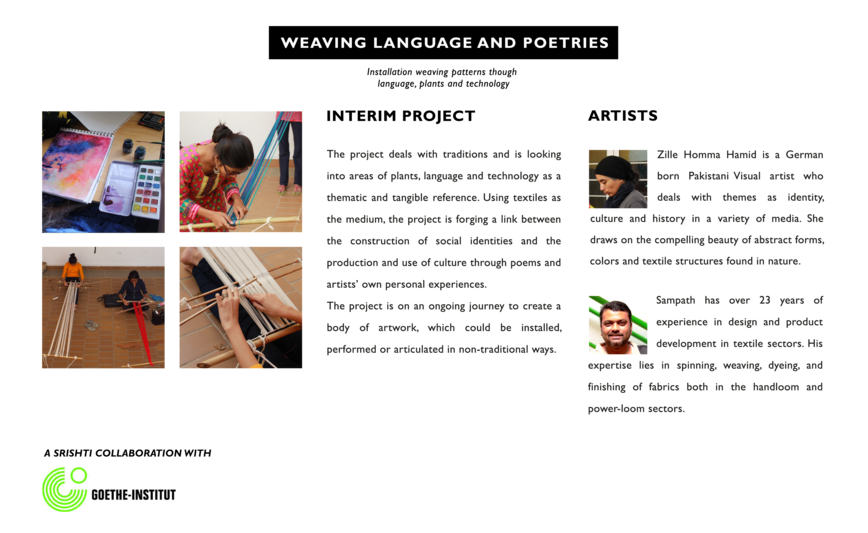 WEAVING LANGUAGE AND POETRIES
Installation weaving patterns though
language, plants and technology
INTERIM PROJECT
The project deals with traditions and is looking
into areas of plants, language and technology as a
thematic and tangible reference. Using textiles as
the medium, the project is forging a link between
the construction of social identities and the
production and use of culture through poems and
artists' own personal experiences.
The project is on an ongoing journey to create a
body of artwork, which could be installed,
performed or articulated in non-traditional ways.
ARTISTS
Zille Homma Hamid is a German
born Pakistani Visual artist who
deals with themes as identity,
culture and history in a variety of media. She
draws on the compelling beauty of abstract forms,
colors and textile structures found in nature.
Sampath has over 23 years of
experience in design and product
development in textile sectors. His
expertise lies in spinning, weaving, dyeing, and
finishing of fabrics both in the handloom and
power-loom sectors.
A SRISHTI COLLABORATION WITH
GOETHE-INSTITUT